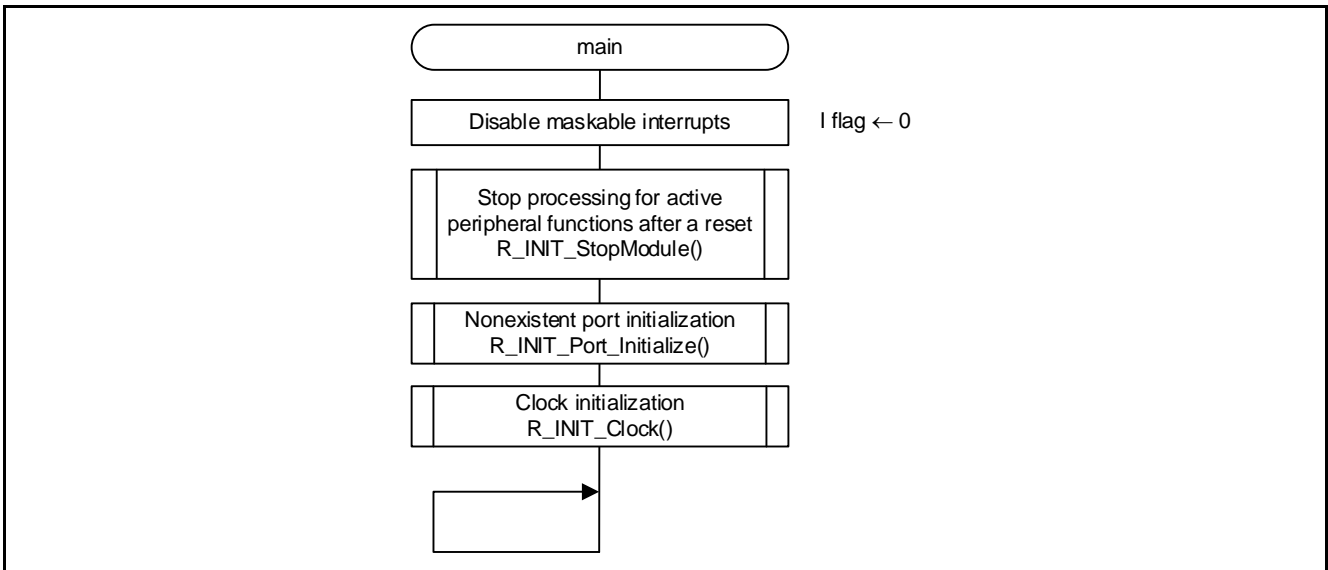 main
Disable maskable interrupts
I flag ← 0
Stop processing for active
peripheral functions after a reset
R_INIT_StopModule()
Nonexistent port initialization
R_INIT_Port_Initialize()
Clock initialization
R_INIT_Clock()